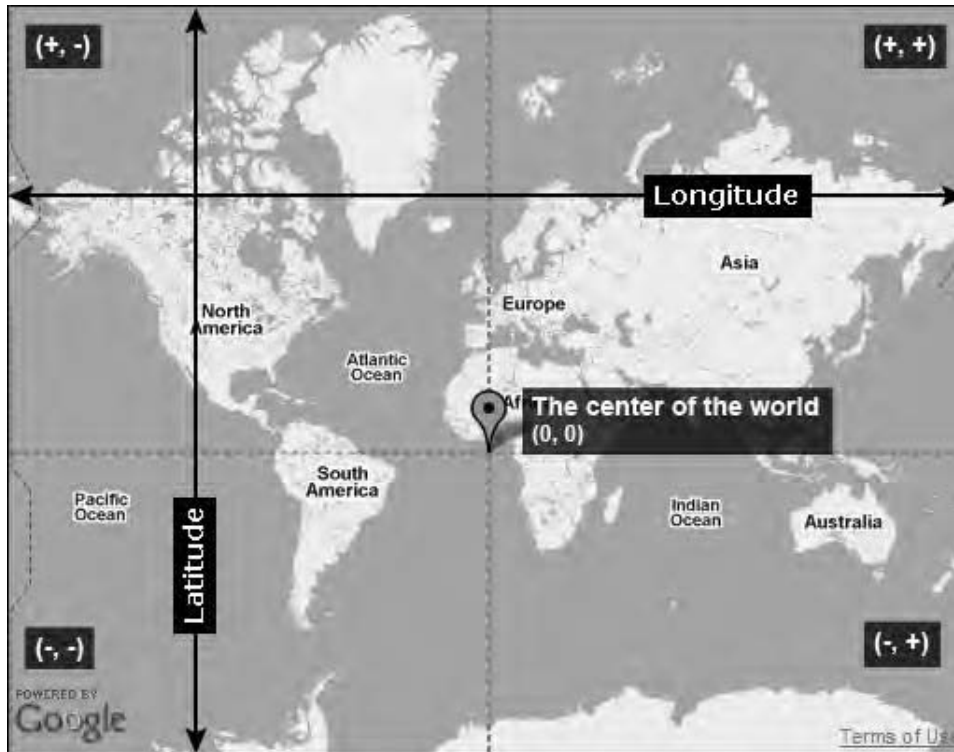 (+, -)
(+, +)
Longitude
Asia
Europe
North
America
Atlantic
Ocean
The center of the world
(0, 0)
South
America
Pacific
Ocean
Indian
Ocean
Australia
Latitude
(-, -)
(-, +)
POWERED BY
Google
Terms of Use